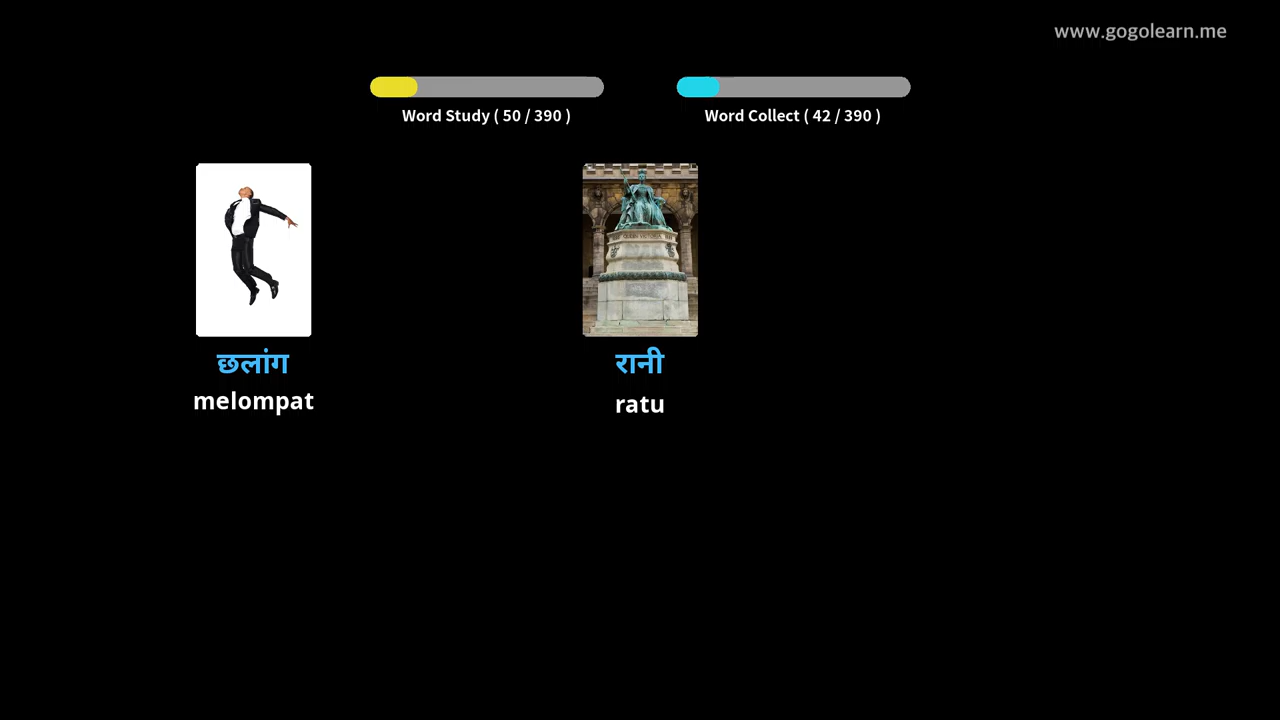 www.gogolearn.me
Word Study ( 50 / 390 )
Word Collect ( 42 / 390 )
छलांग
melompat
रानी
ratu